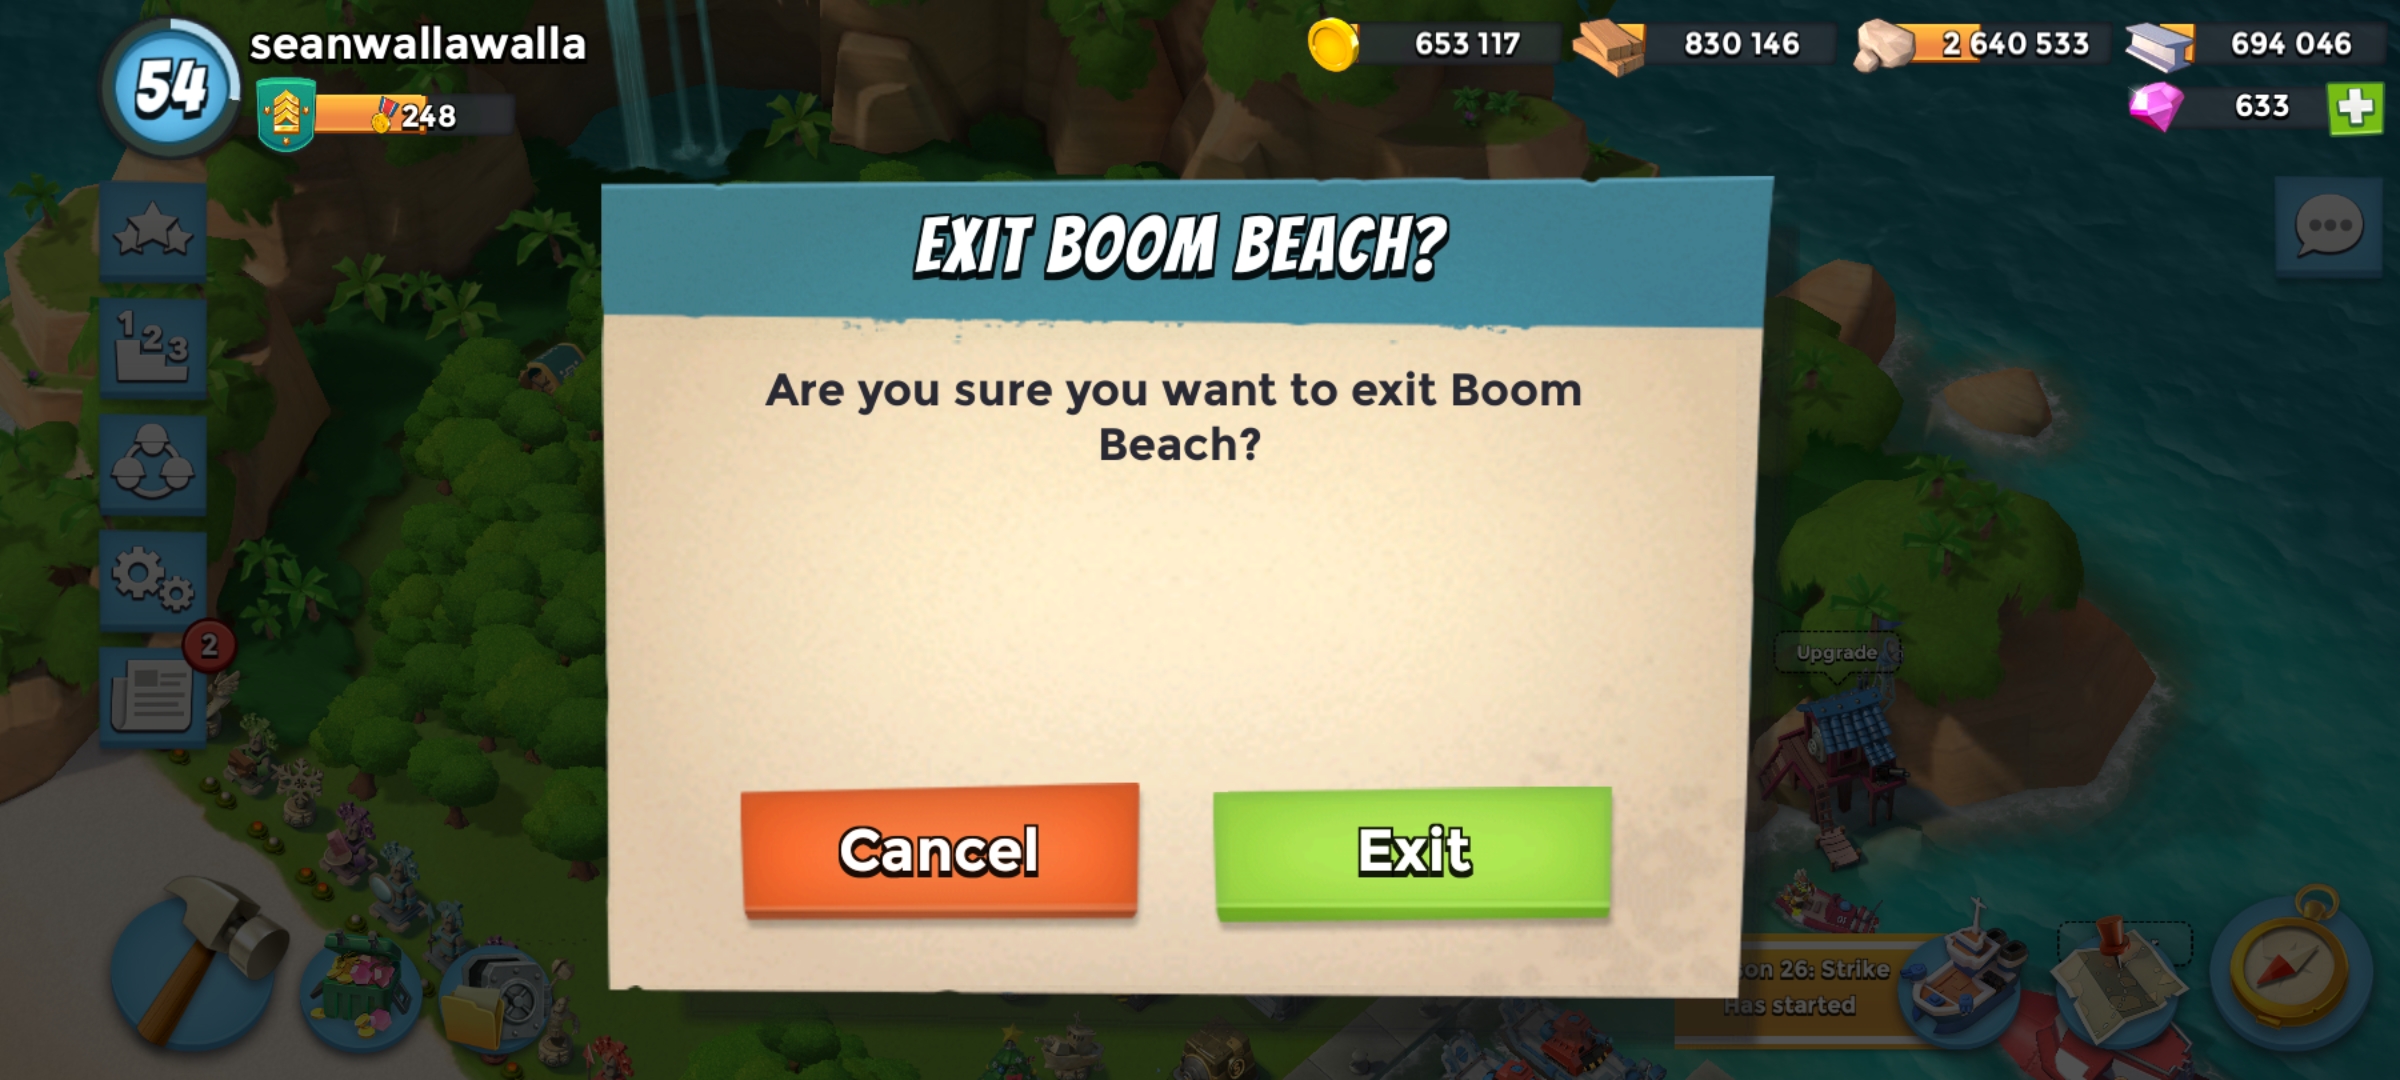 54
seanwallawalla
248
653 117
830 146
2 640 533
694 046
633
EXIT BOOM BEACH?
Are you sure you want to exit Boom
Beach?
1 2 3
2
Upgrade
Cancel
Exit
on 26: Strike
Has started